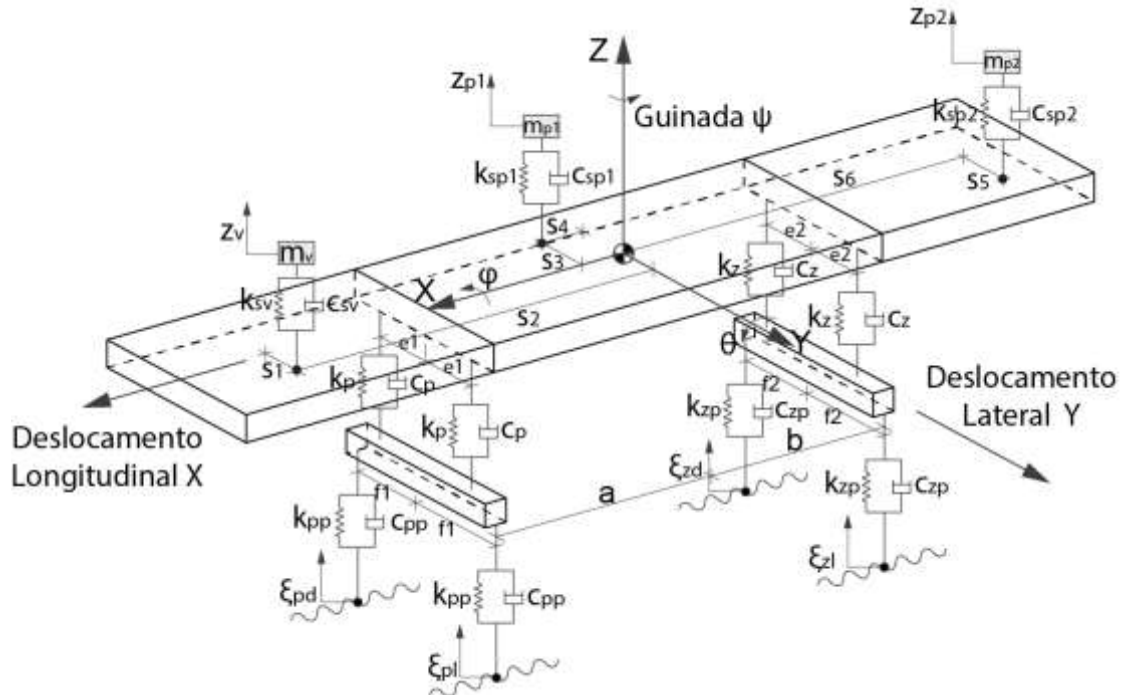 zp2
mp2
zp1
Z
ksp2
csp2
mp1
Guinada ψ
ksp1
csp1
s6
s5
zv
s4
e2
mv
s3
e2
kz
cz
φ
X
ksv
csv
s2
kz
cz
e1
θ
Y
s1
e1
kp
cp
f2
Deslocamento
Lateral Y
Deslocamento
Longitudinal X
kp
cp
kzp
czp
f2
b
ξzd
a
kzp
czp
f1
kpp
cpp
f1
ξzl
ξpd
kpp
cpp
ξpl